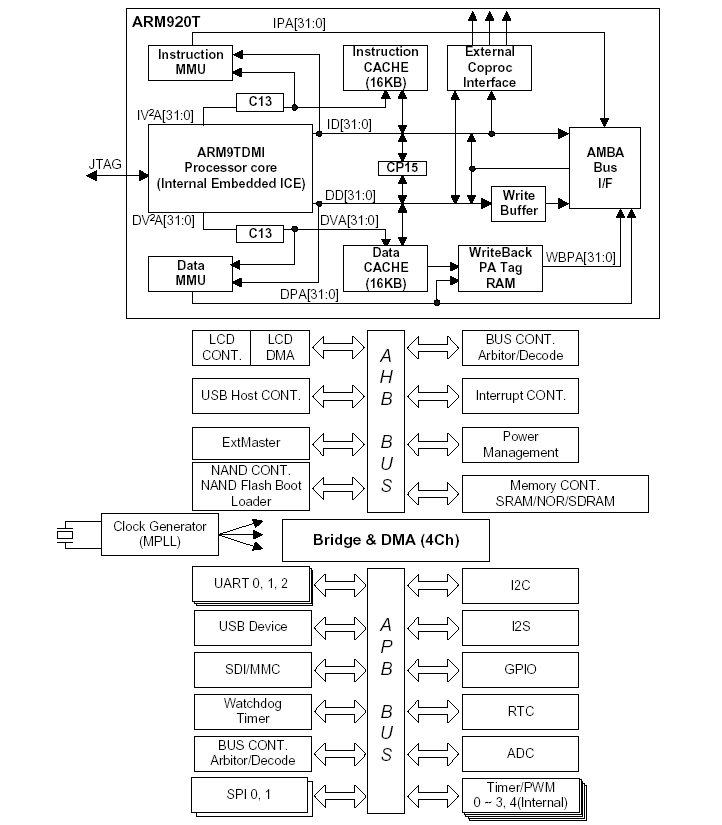 ARM920T
IPA[31:0]
Instruction
MMU
Instruction
CACHE
(16KB)
External
Coproc
Interface
C13
IV²A[31:0]
ID[31:0]
JTAG
ARM9TDMI
Processor core
(Internal Embedded ICE)
CP15
AMBA
Bus
I/F
DD[31:0]
Write
Buffer
DV²A[31:0]
DVA[31:0]
C13
Data
MMU
Data
CACHE
(16KB)
WriteBack
PA Tag
RAM
WBPA[31:0]
DPA[31:0]
LCD
CONT.
LCD
DMA
BUS CONT.
Arbitor/Decode
USB Host CONT.
Interrupt CONT.
ExtMaster
Power
Management
NAND CONT.
NAND Flash Boot
Loader
Memory CONT.
SRAM/NOR/SDRAM
A
H
B
B
U
S
Clock Generator
(MPLL)
Bridge & DMA (4Ch)
UART 0, 1, 2
I2C
USB Device
I2S
SDI/MMC
GPIO
Watchdog
Timer
RTC
BUS CONT.
Arbitor/Decode
ADC
SPI 0, 1
Timer/PWM
0 ~ 3, 4(Internal)
A
P
B
B
U
S